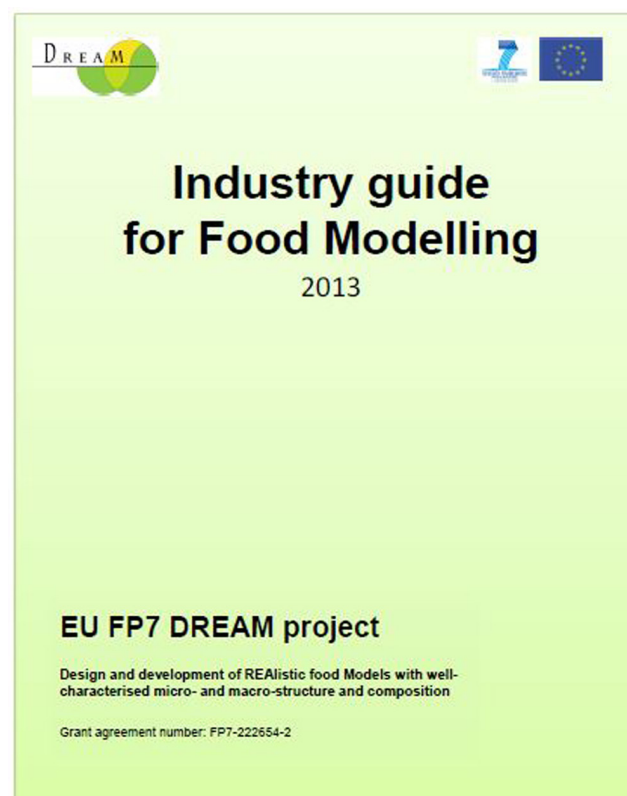 DREAM
Industry guide
for Food Modelling
2013
EU FP7 DREAM project
Design and development of REAlistic food Models with well-
characterised micro- and macro-structure and composition
Grant agreement number: FP7-222654-2